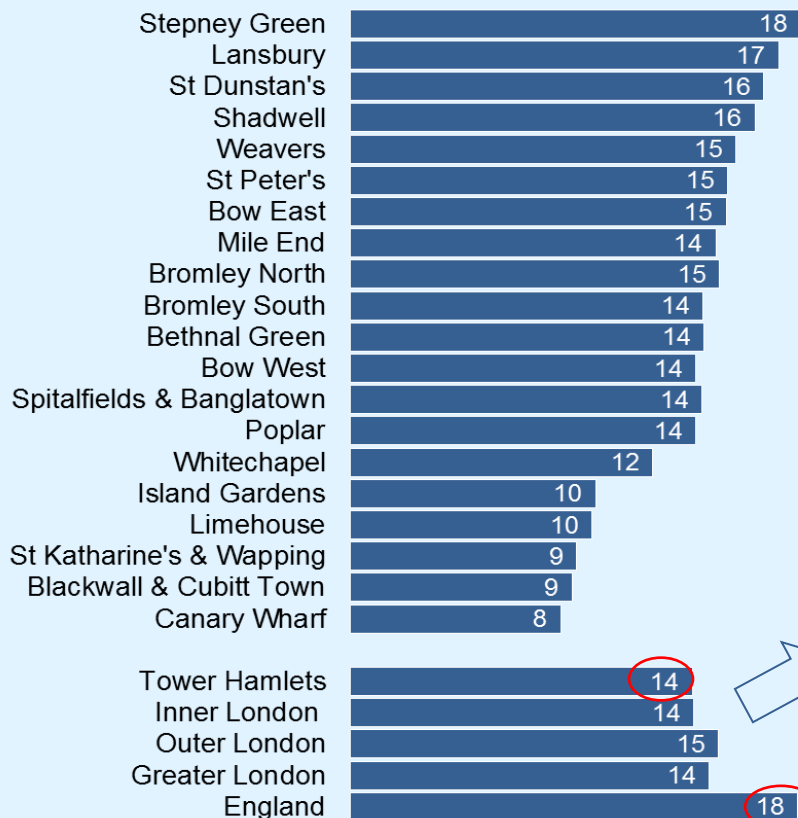 Stepney Green 18
Lansbury 17
St Dunstan's 16
Shadwell 16
Weavers 15
St Peter's 15
Bow East 15
Mile End 14
Bromley North 15
Bromley South 14
Bethnal Green 14
Bow West 14
Spitalfields & Banglatown 14
Poplar 14
Whitechapel 12
Island Gardens 10
Limehouse 10
St Katharine's & Wapping 9
Blackwall & Cubitt Town 9
Canary Wharf 8
Tower Hamlets 14
Inner London 14
Outer London 15
Greater London 14
England 18